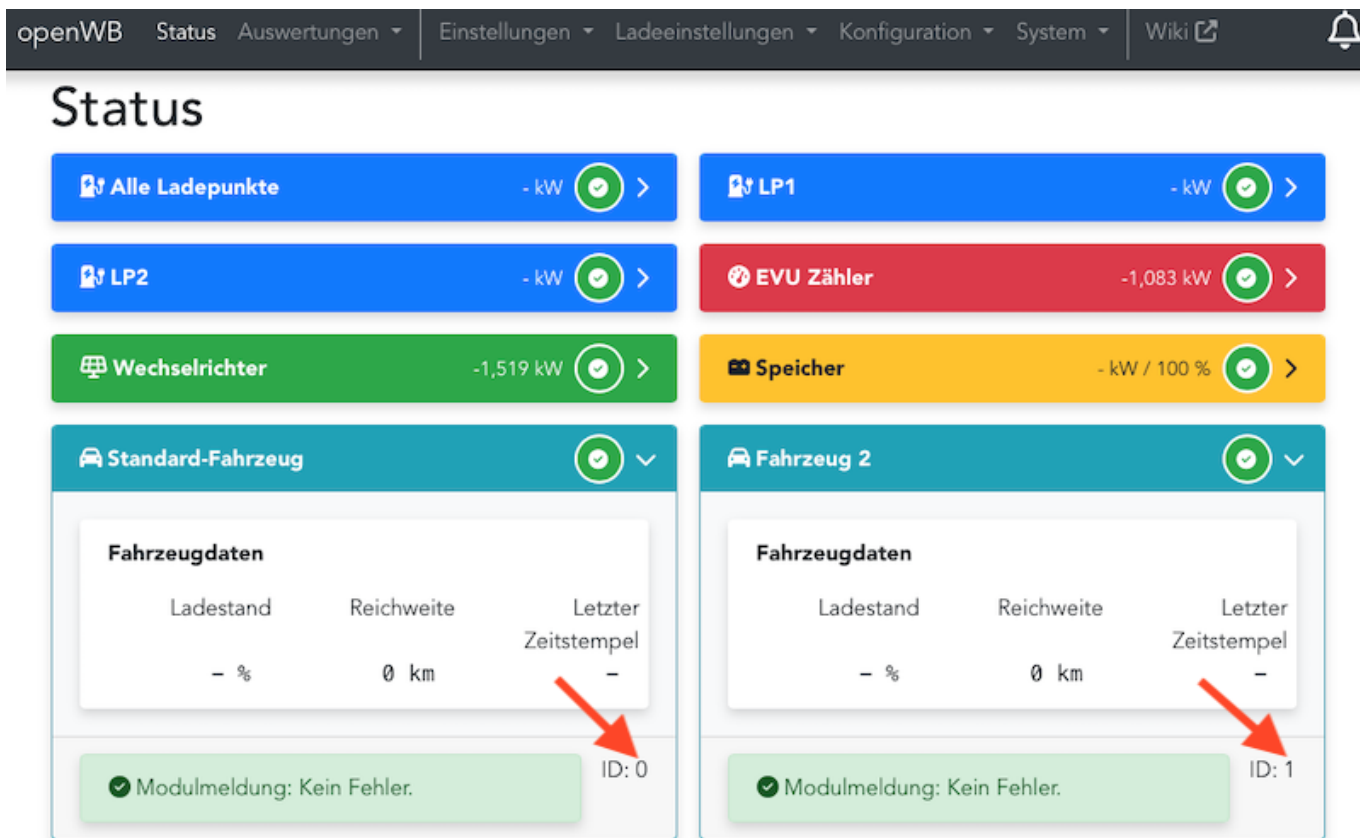 openWB Status Auswertungen Einstellungen Ladeeinstellungen Konfiguration System Wiki
Status
Alle Ladepunkte - kW
LP1 - kW
LP2 - kW
EVU Zähler -1,083 kW
Wechselrichter -1,519 kW
Speicher - kW / 100 %
Standard-Fahrzeug
Fahrzeugdaten
Ladestand Reichweite Letzter
Zeitstempel
– % 0 km –
Modulmeldung: Kein Fehler. ID: 0
Fahrzeug 2
Fahrzeugdaten
Ladestand Reichweite Letzter
Zeitstempel
– % 0 km –
Modulmeldung: Kein Fehler. ID: 1